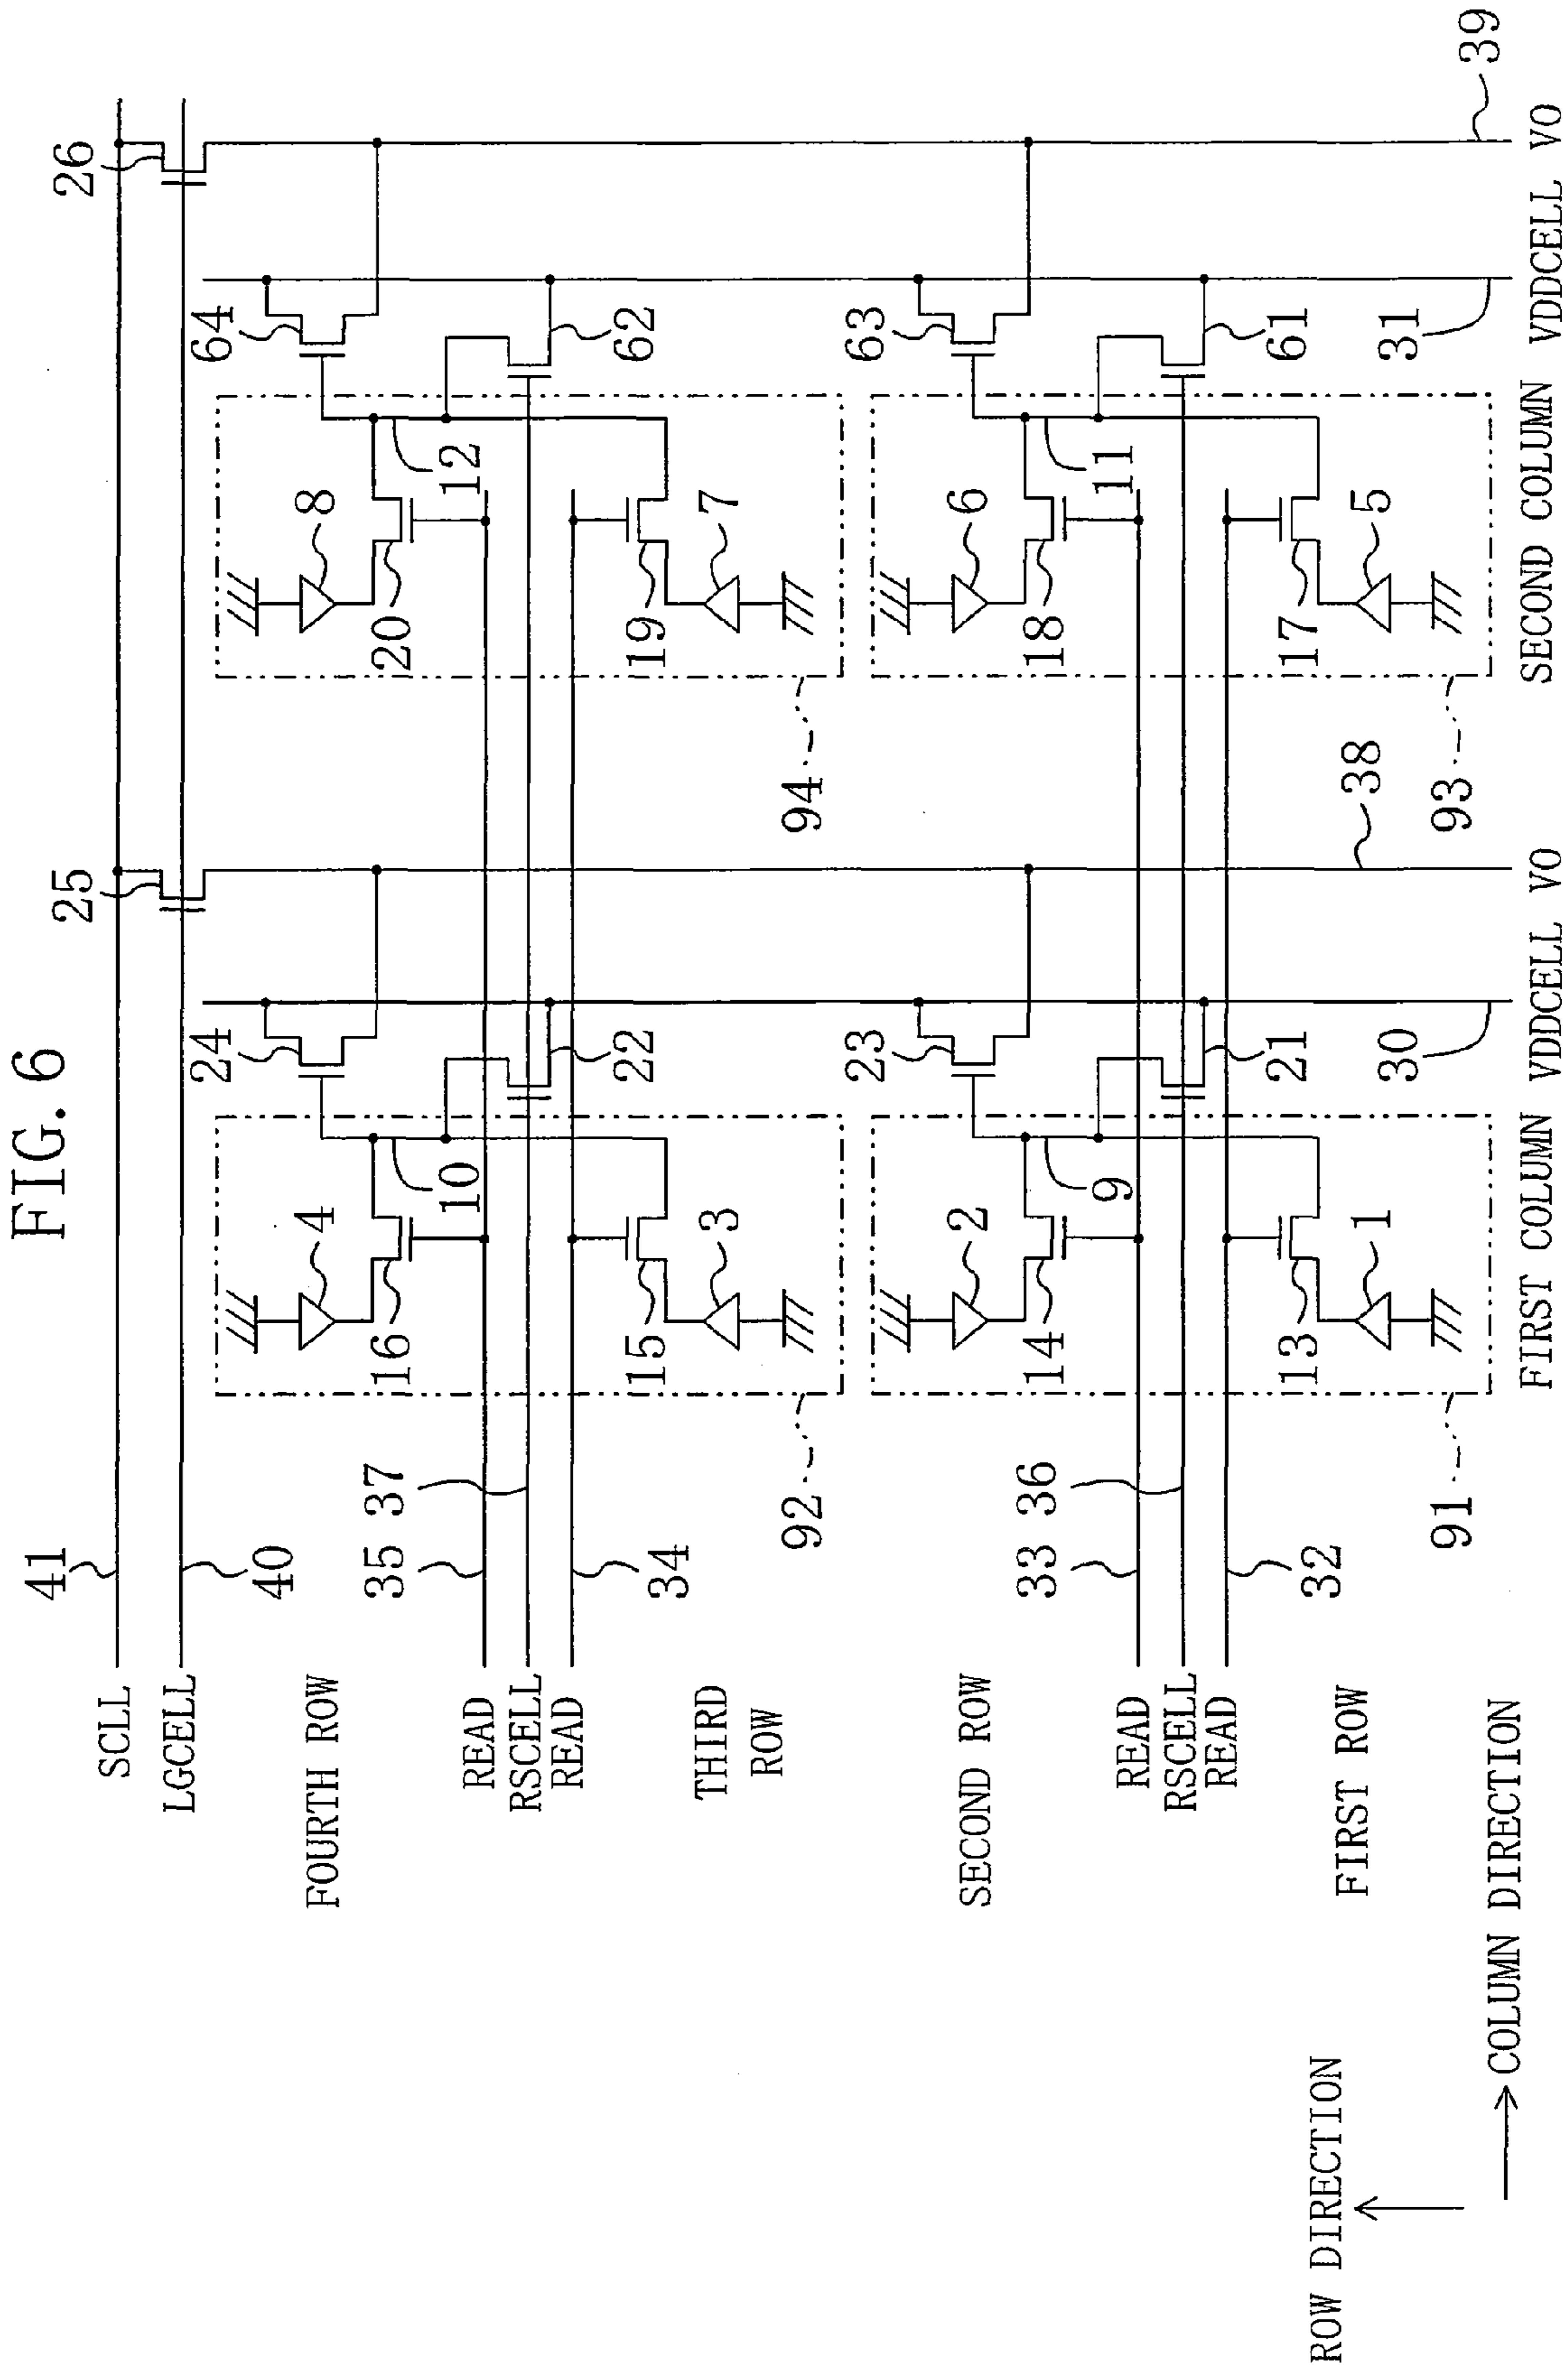 FIG. 6
41
SCLL
40
LGCELL
25
26
FOURTH ROW
4
16
10
24
8
20
12
64
35
READ
37
RSCELL
22
62
34
READ
THIRD
ROW
15
3
19
7
92
94
SECOND ROW
2
14
9
23
6
18
11
63
33
READ
36
RSCELL
21
61
32
READ
FIRST ROW
13
1
17
5
30
38
31
39
91
93
FIRST COLUMN VDDCELL VO
SECOND COLUMN VDDCELL VO
ROW DIRECTION
COLUMN DIRECTION